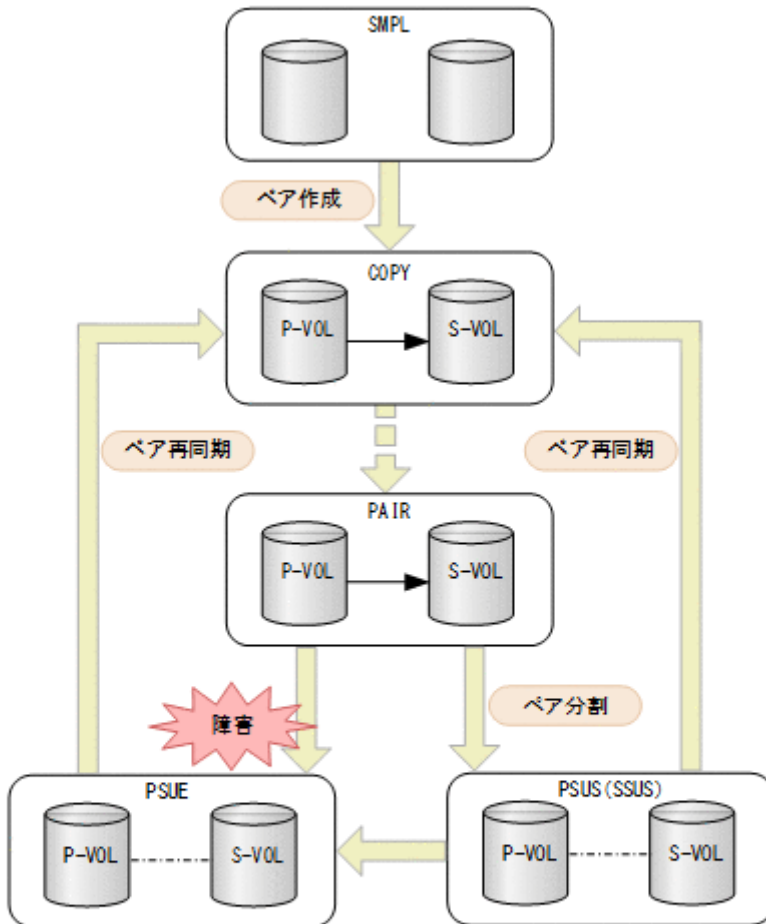 SMPL
ペア作成
COPY
P-VOL
S-VOL
ペア再同期
ペア再同期
PAIR
P-VOL
S-VOL
障害
ペア分割
PSUE
P-VOL
S-VOL
PSUS(SSUS)
P-VOL
S-VOL